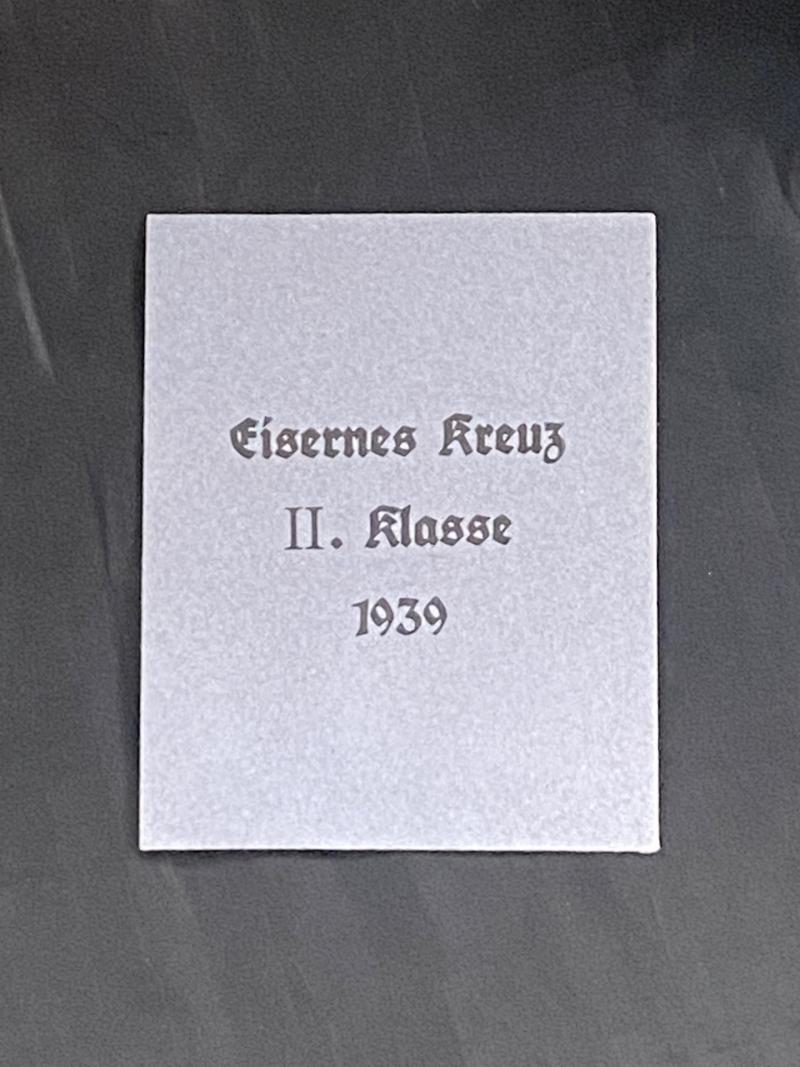 Eisernes Kreuz
II. Klasse
1939